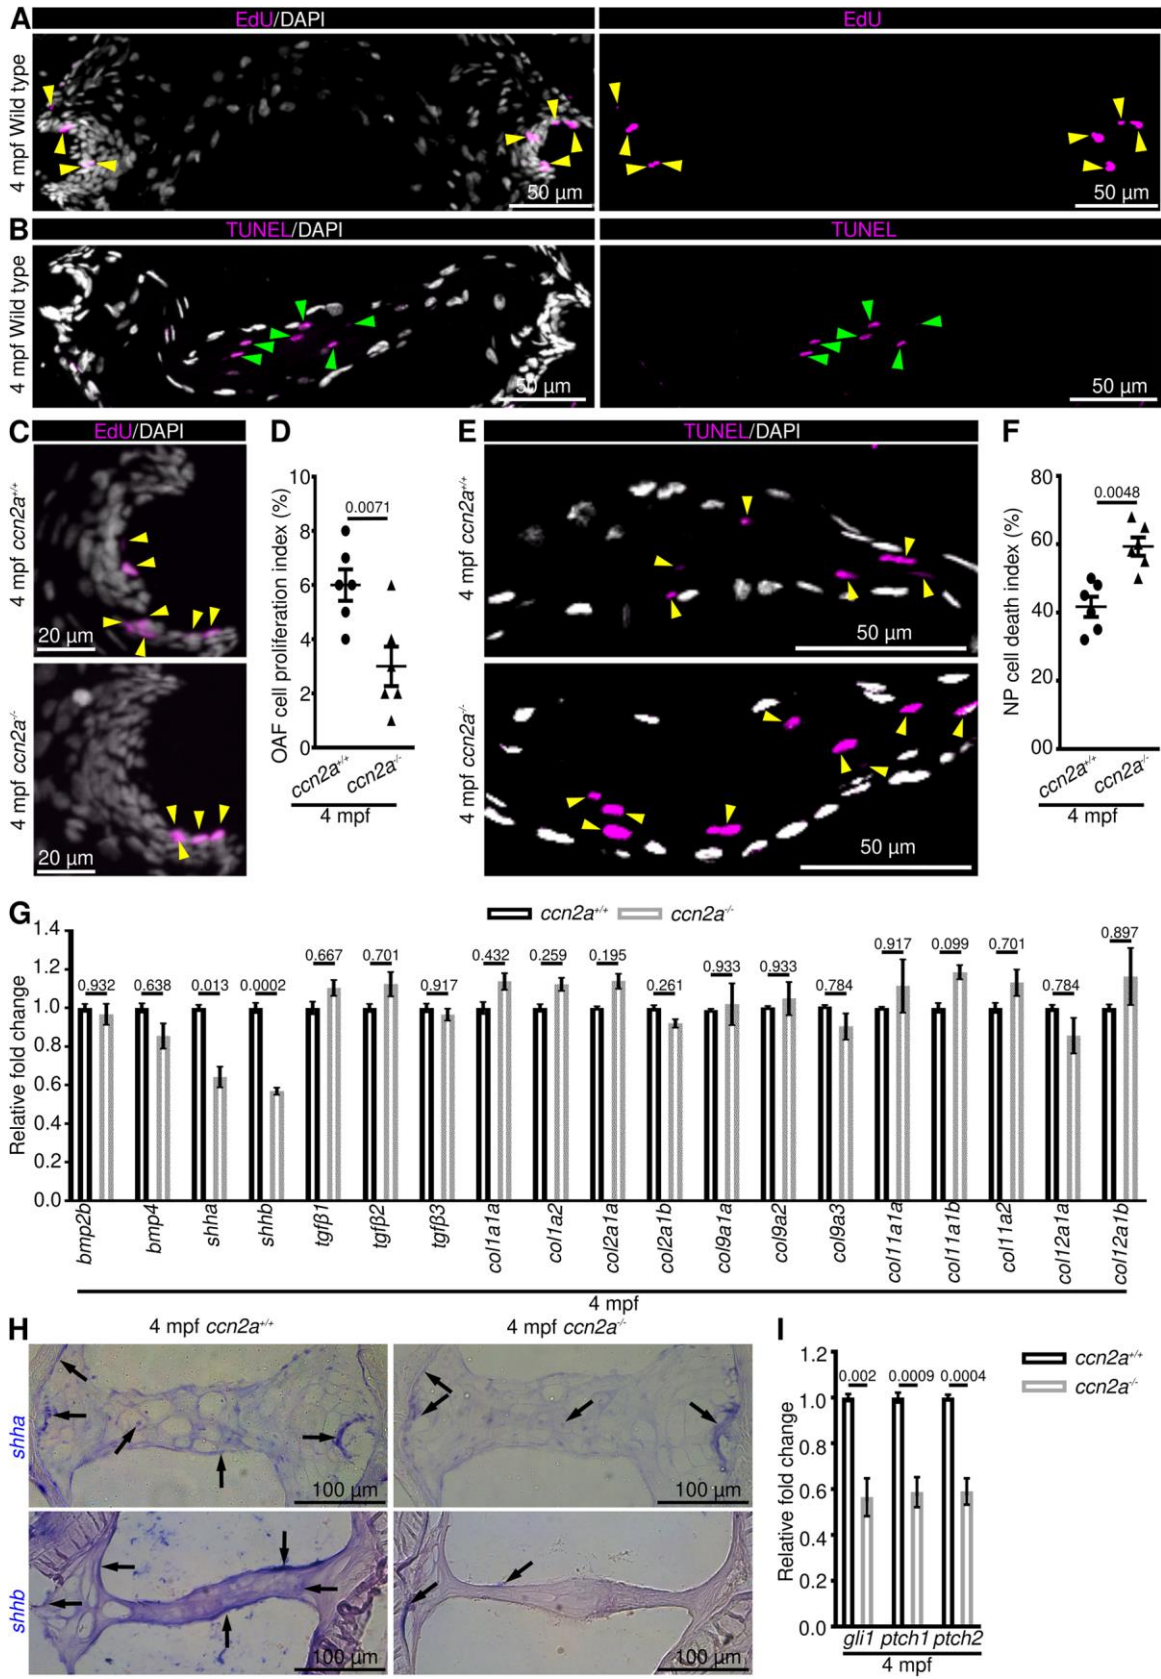 A
EdU/DAPI
EdU
4 mpf Wild type
50 µm
50 µm
B
TUNEL/DAPI
TUNEL
4 mpf Wild type
50 µm
50 µm
C
EdU/DAPI
4 mpf ccn2a+/+
20 µm
4 mpf ccn2a-/-
20 µm
D
OAF cell proliferation index (%)
10
8
6
4
2
0
0.0071
ccn2a+/+
ccn2a-/-
4 mpf
E
TUNEL/DAPI
4 mpf ccn2a+/+
50 µm
4 mpf ccn2a-/-
50 µm
F
NP cell death index (%)
80
60
40
20
00
0.0048
ccn2a+/+
ccn2a-/-
4 mpf
G
ccn2a+/+
ccn2a-/-
Relative fold change
1.4
1.2
1.0
0.8
0.6
0.4
0.2
0.0
0.932 0.638 0.013 0.0002 0.667 0.701 0.917 0.432 0.259 0.195 0.261 0.933 0.933 0.784 0.917 0.099 0.701 0.784 0.897
bmp2b bmp4 shha shhb tgfβ1 tgfβ2 tgfβ3 col1a1a col1a2 col2a1a col2a1b col9a1a col9a2 col9a3 col11a1a col11a1b col11a2 col12a1a col12a1b
4 mpf
H
4 mpf ccn2a+/+
4 mpf ccn2a-/-
shha
100 µm
100 µm
shhb
100 µm
100 µm
I
ccn2a+/+
ccn2a-/-
Relative fold change
1.2
1.0
0.8
0.6
0.4
0.2
0.0
0.002 0.0009 0.0004
gli1 ptch1 ptch2
4 mpf